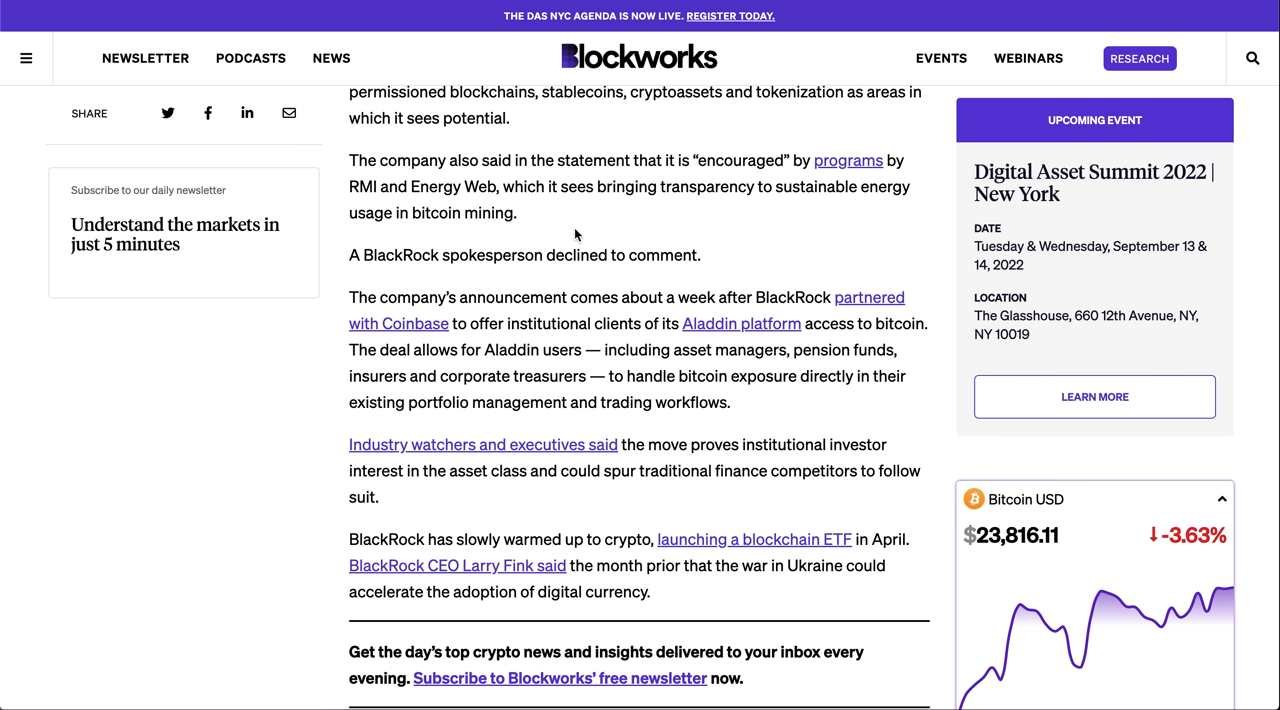 THE DAS NYC AGENDA IS NOW LIVE. REGISTER TODAY.
NEWSLETTER PODCASTS NEWS
Blockworks
EVENTS WEBINARS RESEARCH
SHARE
Subscribe to our daily newsletter
Understand the markets in
just 5 minutes
permissioned blockchains, stablecoins, cryptoassets and tokenization as areas in
which it sees potential.
The company also said in the statement that it is “encouraged” by programs by
RMI and Energy Web, which it sees bringing transparency to sustainable energy
usage in bitcoin mining.
A BlackRock spokesperson declined to comment.
The company’s announcement comes about a week after BlackRock partnered
with Coinbase to offer institutional clients of its Aladdin platform access to bitcoin.
The deal allows for Aladdin users — including asset managers, pension funds,
insurers and corporate treasurers — to handle bitcoin exposure directly in their
existing portfolio management and trading workflows.
Industry watchers and executives said the move proves institutional investor
interest in the asset class and could spur traditional finance competitors to follow
suit.
BlackRock has slowly warmed up to crypto, launching a blockchain ETF in April.
BlackRock CEO Larry Fink said the month prior that the war in Ukraine could
accelerate the adoption of digital currency.
Get the day’s top crypto news and insights delivered to your inbox every
evening. Subscribe to Blockworks’ free newsletter now.
UPCOMING EVENT
Digital Asset Summit 2022 |
New York
DATE
Tuesday & Wednesday, September 13 &
14, 2022
LOCATION
The Glasshouse, 660 12th Avenue, NY,
NY 10019
LEARN MORE
Bitcoin USD
$23,816.11 ↓-3.63%